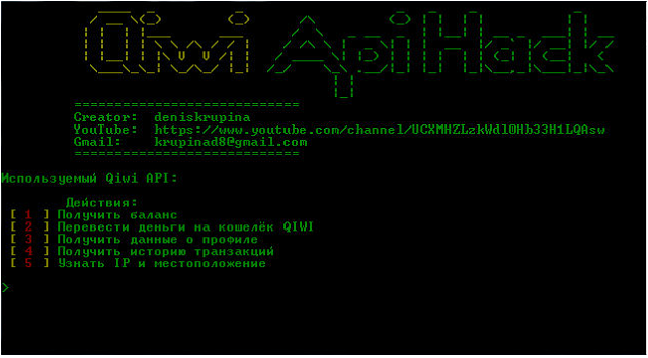 Qiwi Api Hack
===========================
Creator: deniskrupina
YouTube: https://www.youtube.com/channel/UCXMHZLzkWdl0Hb33H1LQAsw
Gmail: krupinad8@gmail.com
===========================
Используемый Qiwi API:
Действия:
[ 1 ] Получить баланс
[ 2 ] Перевести деньги на кошелёк QIWI
[ 3 ] Получить данные о профиле
[ 4 ] Получить историю транзакций
[ 5 ] Узнать IP и местоположение
>